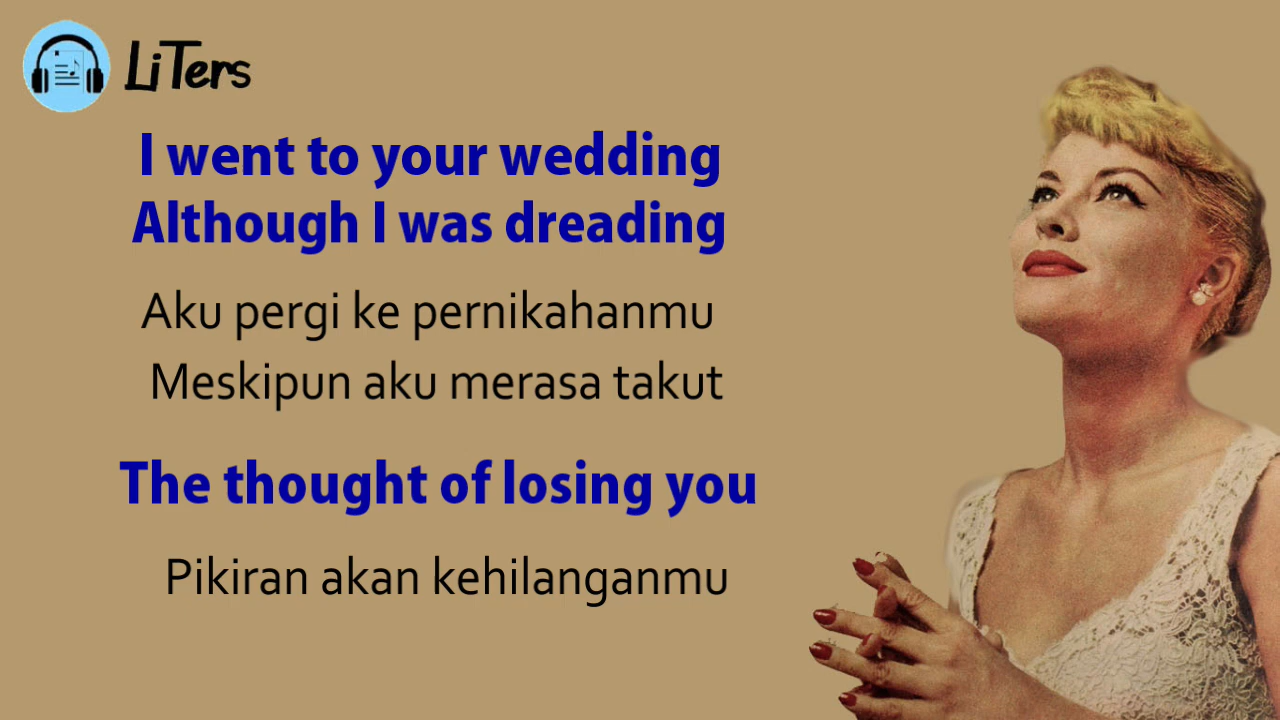 LiTers
I went to your wedding
Although I was dreading
Aku pergi ke pernikahanmu
Meskipun aku merasa takut
The thought of losing you
Pikiran akan kehilanganmu